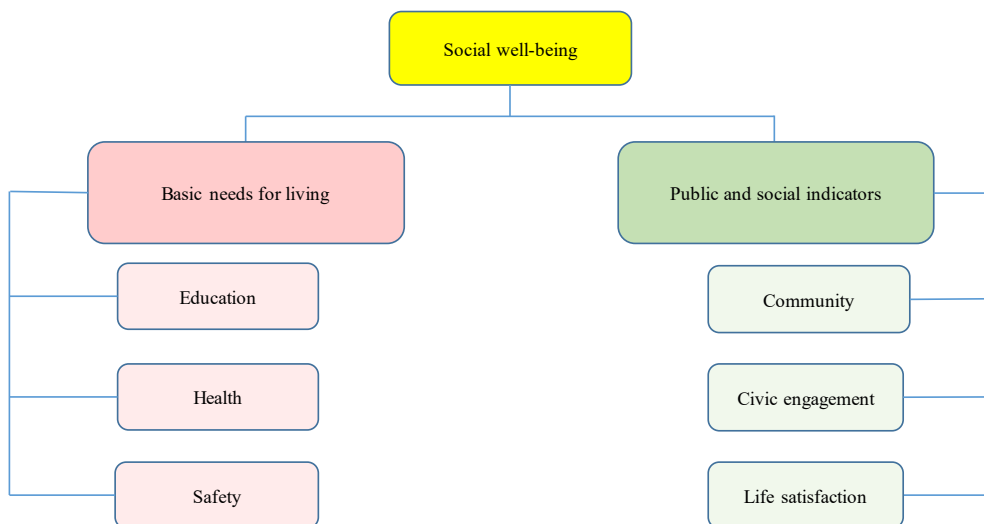 Social well-being
Basic needs for living
Public and social indicators
Education
Community
Health
Civic engagement
Safety
Life satisfaction